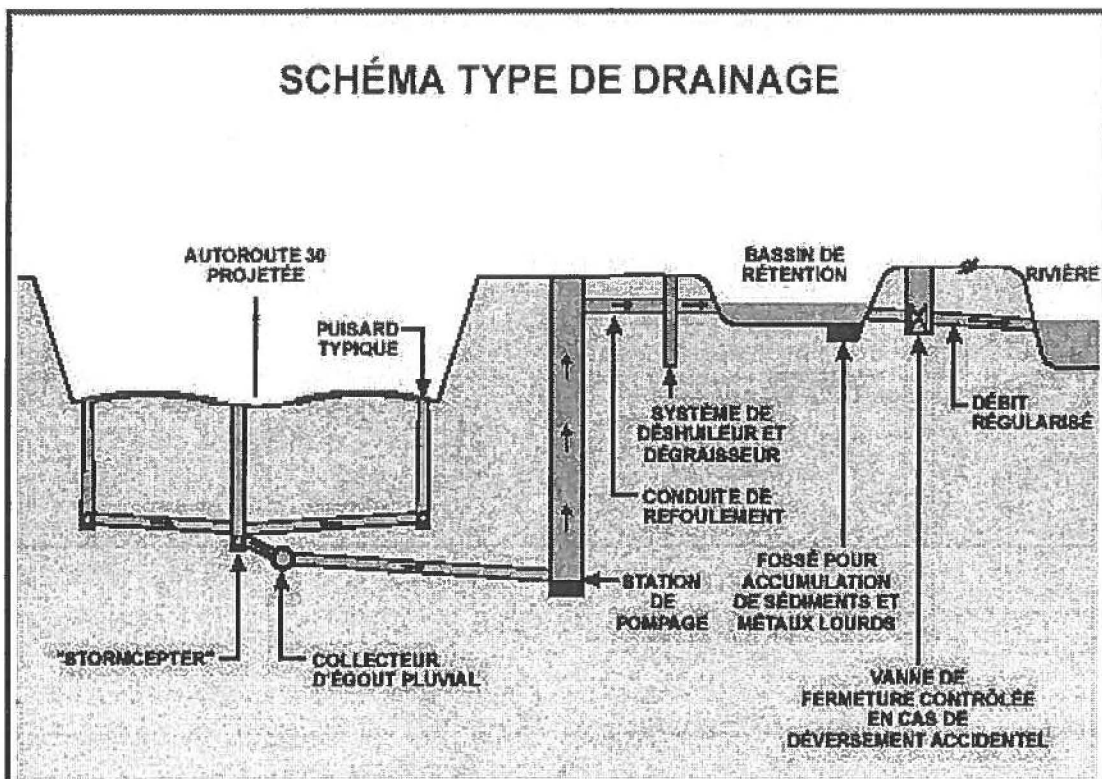 SCHÉMA TYPE DE DRAINAGE
AUTOROUTE 30
PROJETÉE
PUISARD
TYPIQUE
BASSIN DE
RÉTENTION
RIVIÈRE
SYSTÈME DE
DÉSHUILEUR ET
DÉGRAISSEUR
DÉBIT
RÉGULARISÉ
CONDUITE DE
REFOULEMENT
STATION
DE
POMPAGE
FOSSÉ POUR
ACCUMULATION
DE SÉDIMENTS ET
MÉTAUX LOURDS
"STORMCEPTER"
COLLECTEUR
D'ÉGOUT PLUVIAL
VANNE DE
FERMETURE CONTRÔLÉE
EN CAS DE
DÉVERSEMENT ACCIDENTEL